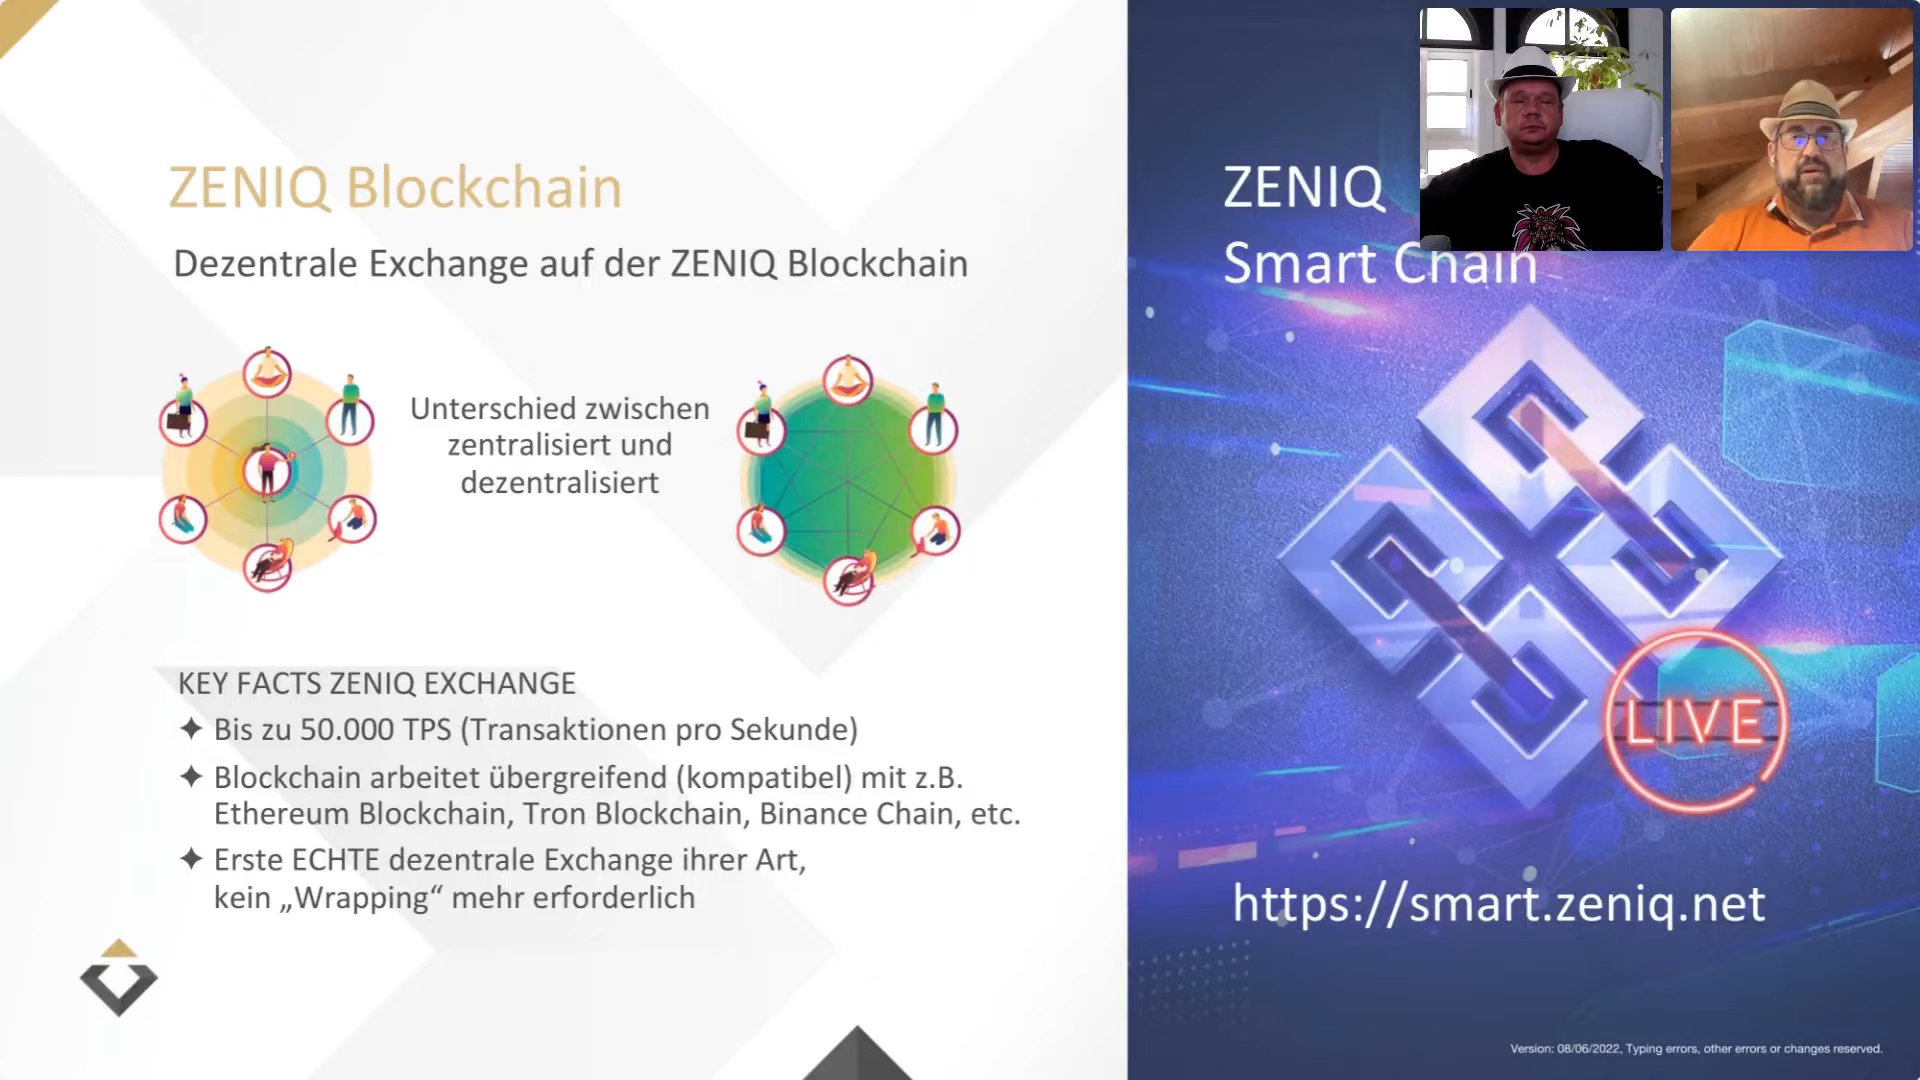 ZENIQ Blockchain
Dezentrale Exchange auf der ZENIQ Blockchain
Unterschied zwischen
zentralisiert und
dezentralisiert
KEY FACTS ZENIQ EXCHANGE
✦ Bis zu 50.000 TPS (Transaktionen pro Sekunde)
✦ Blockchain arbeitet übergreifend (kompatibel) mit z.B.
Ethereum Blockchain, Tron Blockchain, Binance Chain, etc.
✦ Erste ECHTE dezentrale Exchange ihrer Art,
kein „Wrapping“ mehr erforderlich
ZENIQ
Smart Chain
LIVE
https://smart.zeniq.net
Version: 08/06/2022, Typing errors, other errors or changes reserved.